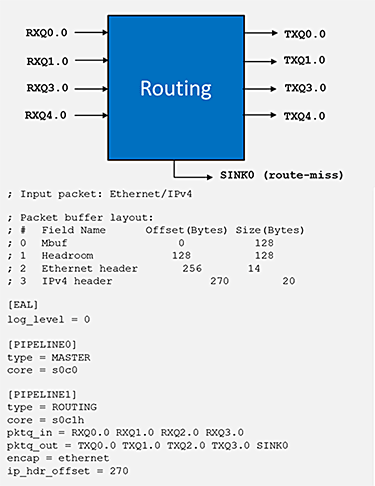 RXQ0.0 TXQ0.0
RXQ1.0 TXQ1.0
Routing
RXQ3.0 TXQ3.0
RXQ4.0 TXQ4.0
SINK0 (route-miss)
; Input packet: Ethernet/IPv4
; Packet buffer layout:
; # Field Name Offset(Bytes) Size(Bytes)
; 0 Mbuf 0 128
; 1 Headroom 128 128
; 2 Ethernet header 256 14
; 3 IPv4 header 270 20
[EAL]
log_level = 0
[PIPELINE0]
type = MASTER
core = s0c0
[PIPELINE1]
type = ROUTING
core = s0c1h
pktq_in = RXQ0.0 RXQ1.0 RXQ2.0 RXQ3.0
pktq_out = TXQ0.0 TXQ1.0 TXQ2.0 TXQ3.0 SINK0
encap = ethernet
ip_hdr_offset = 270